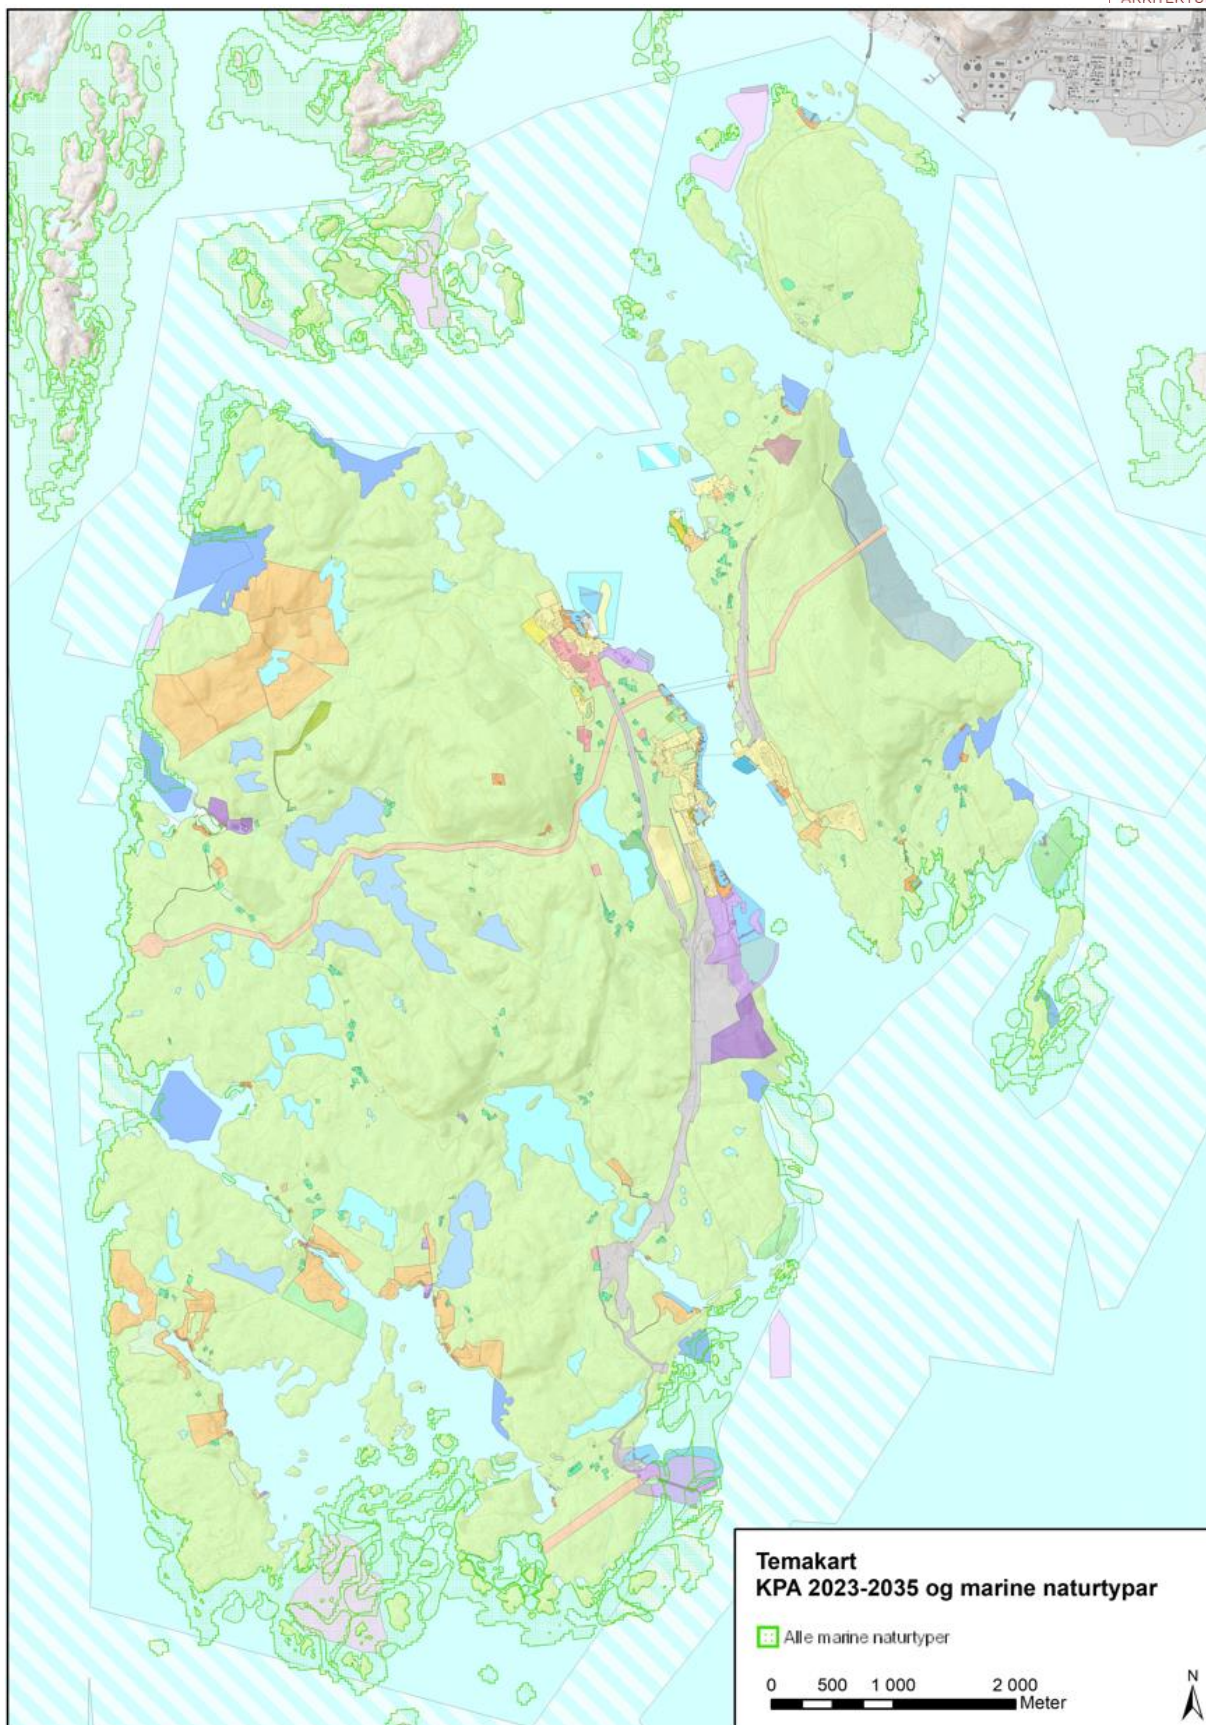 Temakart
KPA 2023-2035 og marine naturtypar
Alle marine naturtyper
0 500 1 000 2 000
Meter
N